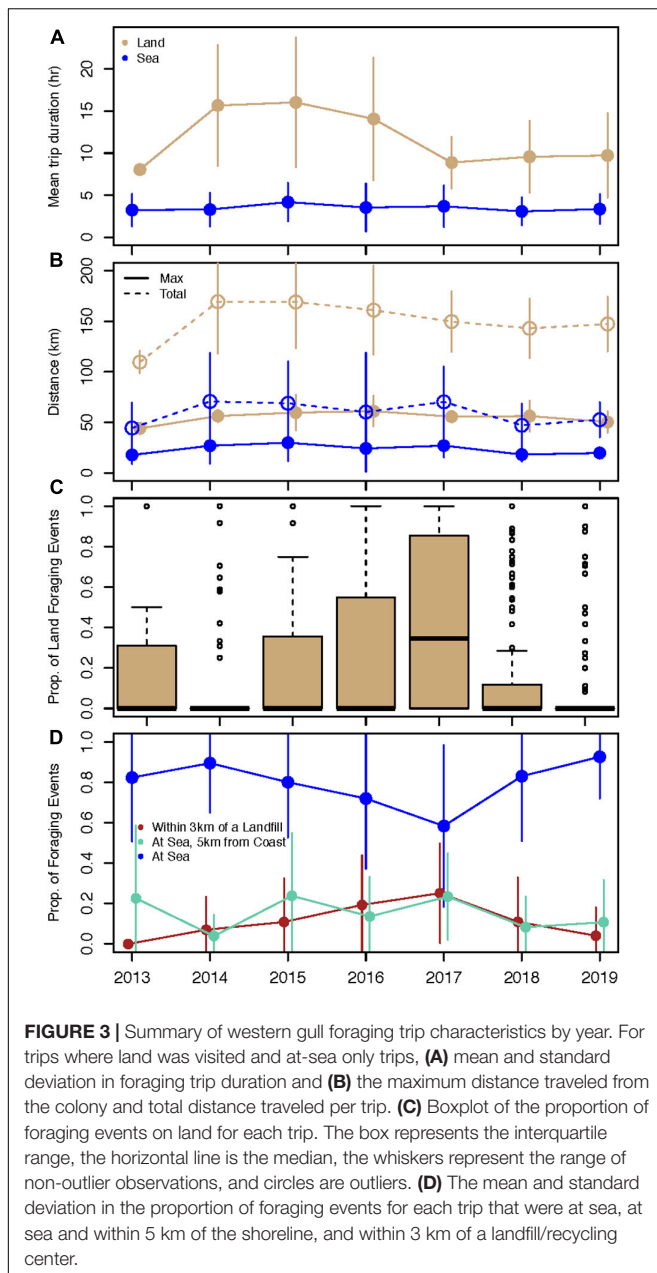 A
Land
Sea
Mean trip duration (hr)
0 5 10 15 20
B
Max
Total
Distance (km)
0 50 100 150 200
C
Prop. of Land Foraging Events
0.0 0.2 0.4 0.6 0.8 1.0
D
Prop. of Foraging Events
0.0 0.2 0.4 0.6 0.8 1.0
Within 3km of a Landfill
At Sea, 5km from Coast
At Sea
2013 2014 2015 2016 2017 2018 2019
FIGURE 3 | Summary of western gull foraging trip characteristics by year. For
trips where land was visited and at-sea only trips, (A) mean and standard
deviation in foraging trip duration and (B) the maximum distance traveled from
the colony and total distance traveled per trip. (C) Boxplot of the proportion of
foraging events on land for each trip. The box represents the interquartile
range, the horizontal line is the median, the whiskers represent the range of
non-outlier observations, and circles are outliers. (D) The mean and standard
deviation in the proportion of foraging events for each trip that were at sea, at
sea and within 5 km of the shoreline, and within 3 km of a landfill/recycling
center.